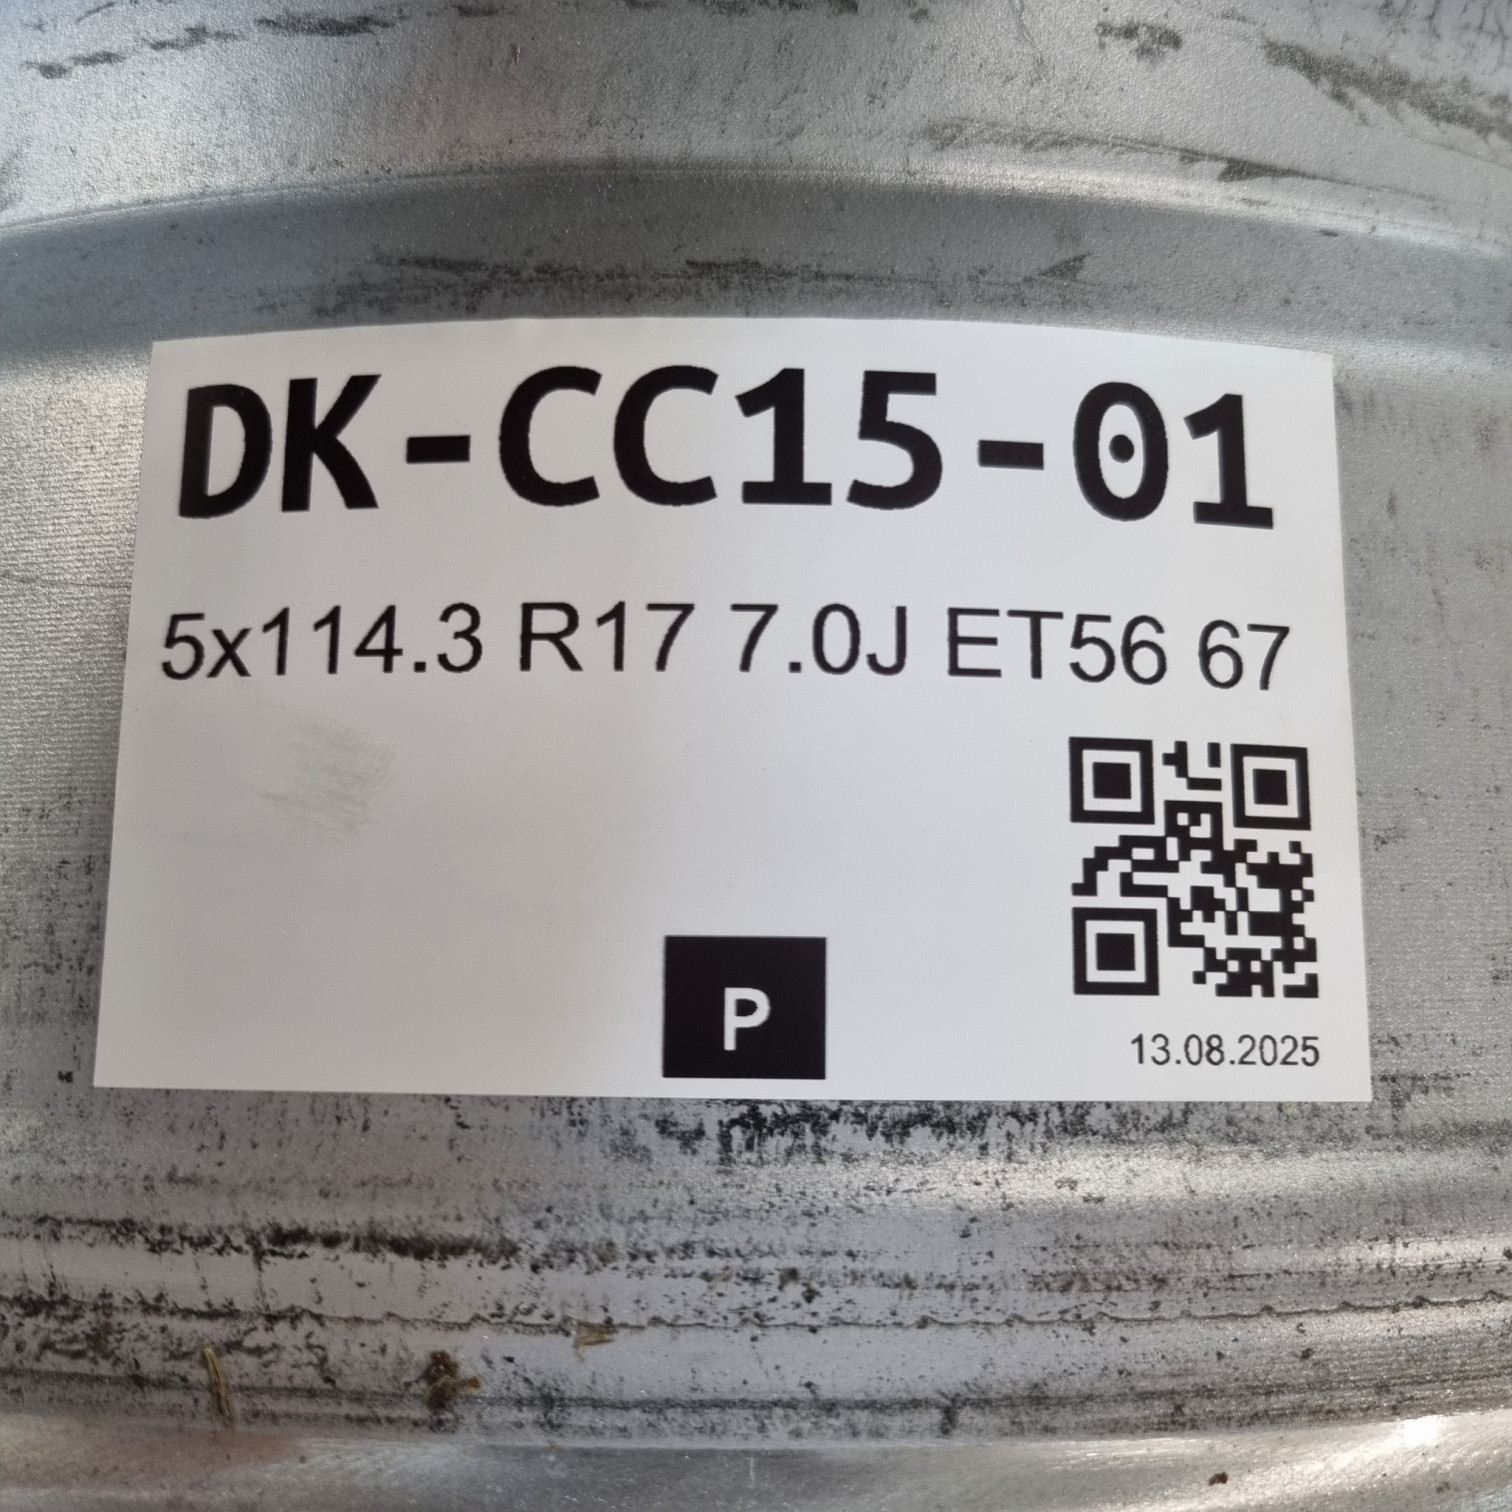 DK-CC15-01
5x114.3 R17 7.0J ET56 67
P
13.08.2025